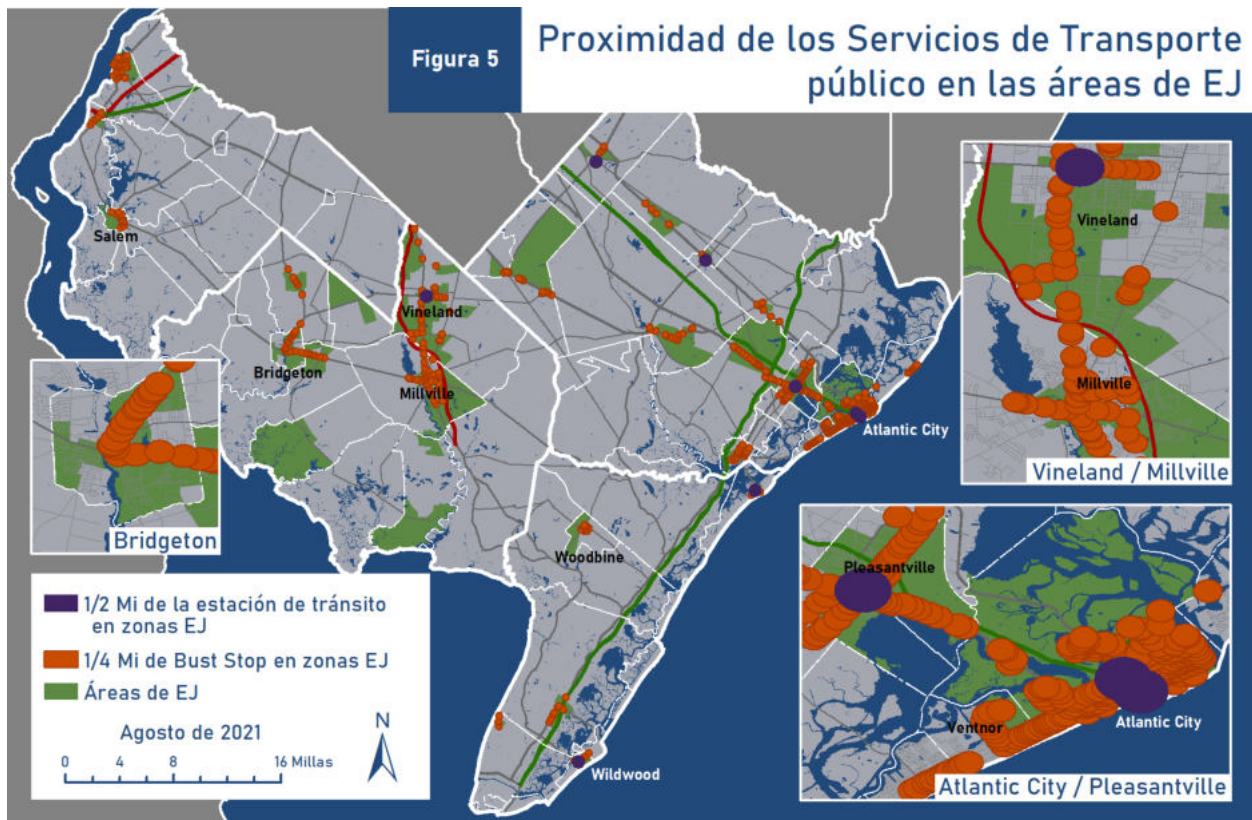 Figura 5
Proximidad de los Servicios de Transporte
público en las áreas de EJ
Salem
Vineland
Bridgeton
Millville
Atlantic City
Woodbine
Wildwood
Vineland
Millville
Vineland / Millville
Bridgeton
Pleasantville
Ventnor
Atlantic City
Atlantic City / Pleasantville
1/2 Mi de la estación de tránsito
en zonas EJ
1/4 Mi de Bust Stop en zonas EJ
Áreas de EJ
Agosto de 2021
N
0 4 8 16 Millas